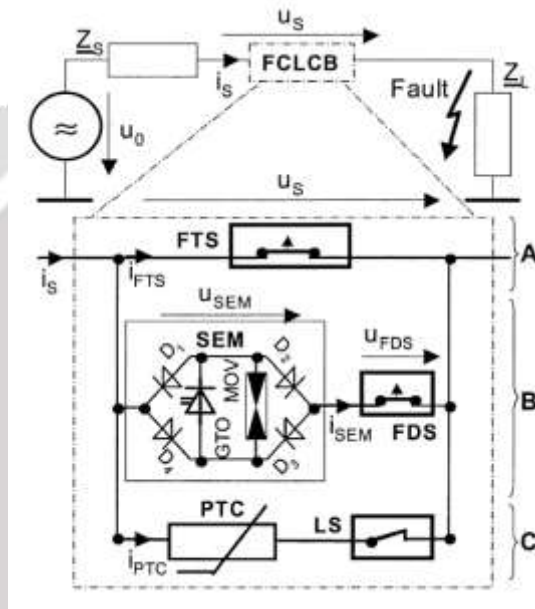 u_S
Z_S
FCLCB
i_S
Fault
Z_L
u_0
≈
u_S
FTS
A
i_S
i_FTS
u_SEM
SEM
u_FDS
D_1
D_2
MOV
GTO
B
i_SEM
FDS
D_4
D_3
PTC
LS
C
i_PTC